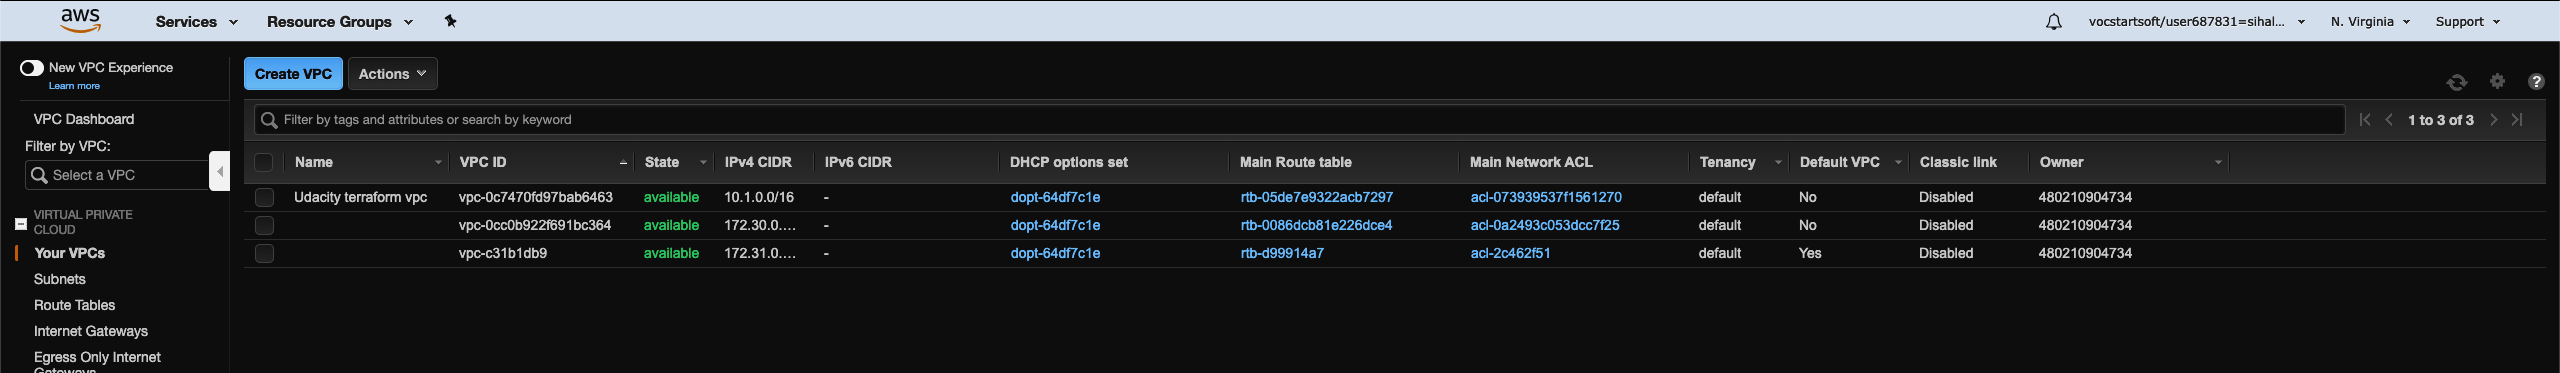 aws Services Resource Groups vocstartsoft/user687831=sihal... N. Virginia Support
New VPC Experience
Learn more
Create VPC Actions
VPC Dashboard
Filter by VPC:
Select a VPC
VIRTUAL PRIVATE
CLOUD
Your VPCs
Subnets
Route Tables
Internet Gateways
Egress Only Internet
Gateways
Filter by tags and attributes or search by keyword 1 to 3 of 3
Name VPC ID State IPv4 CIDR IPv6 CIDR DHCP options set Main Route table Main Network ACL Tenancy Default VPC Classic link Owner
Udacity terraform vpc vpc-0c7470fd97bab6463 available 10.1.0.0/16 - dopt-64df7c1e rtb-05de7e9322acb7297 acl-073939537f1561270 default No Disabled 480210904734
vpc-0cc0b922f691bc364 available 172.30.0.... - dopt-64df7c1e rtb-0086dcb81e226dce4 acl-0a2493c053dcc7f25 default No Disabled 480210904734
vpc-c31b1db9 available 172.31.0.... - dopt-64df7c1e rtb-d99914a7 acl-2c462f51 default Yes Disabled 480210904734